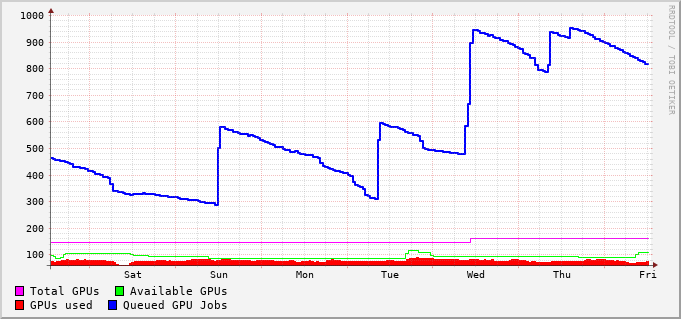 1000
900
800
700
600
500
400
300
200
100
Sat Sun Mon Tue Wed Thu Fri
Total GPUs Available GPUs
GPUs used Queued GPU Jobs
RRDTOOL / TOBI OETIKER